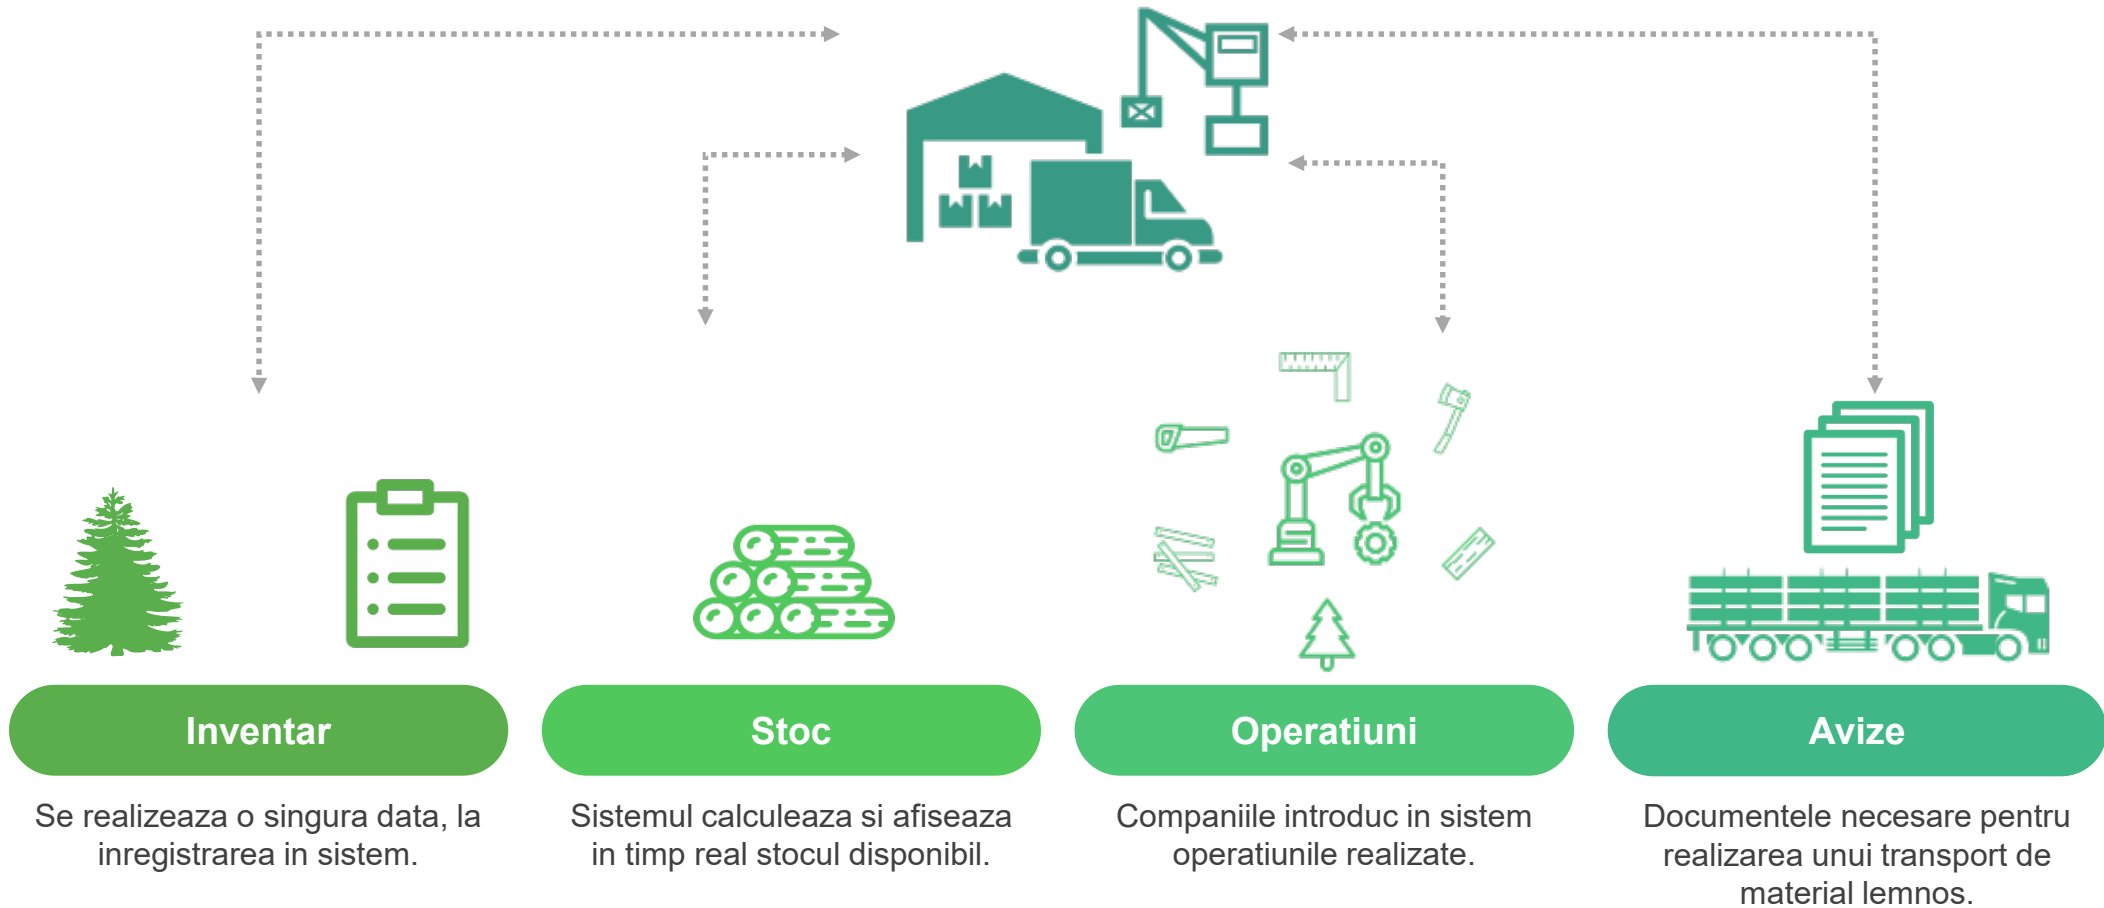 Inventar
Se realizeaza o singura data, la
inregistrarea in sistem.
Stoc
Sistemul calculeaza si afiseaza
in timp real stocul disponibil.
Operatiuni
Companiile introduc in sistem
operatiunile realizate.
Avize
Documentele necesare pentru
realizarea unui transport de
material lemnos.